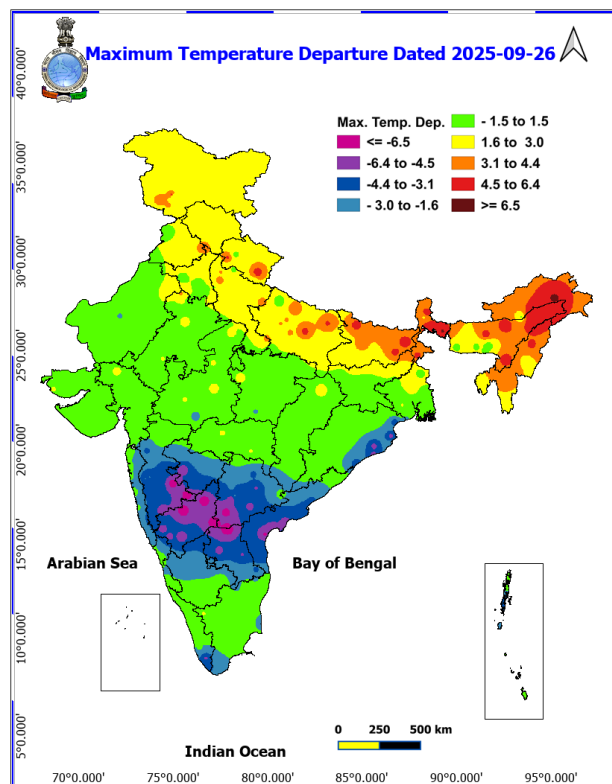 Maximum Temperature Departure Dated 2025-09-26
Max. Temp. Dep.
<= -6.5
-6.4 to -4.5
-4.4 to -3.1
- 3.0 to -1.6
- 1.5 to 1.5
1.6 to 3.0
3.1 to 4.4
4.5 to 6.4
>= 6.5
40°0.000'
35°0.000'
30°0.000'
25°0.000'
20°0.000'
15°0.000'
10°0.000'
5°0.000'
Arabian Sea
Bay of Bengal
Indian Ocean
0 250 500 km
70°0.000' 75°0.000' 80°0.000' 85°0.000' 90°0.000' 95°0.000'